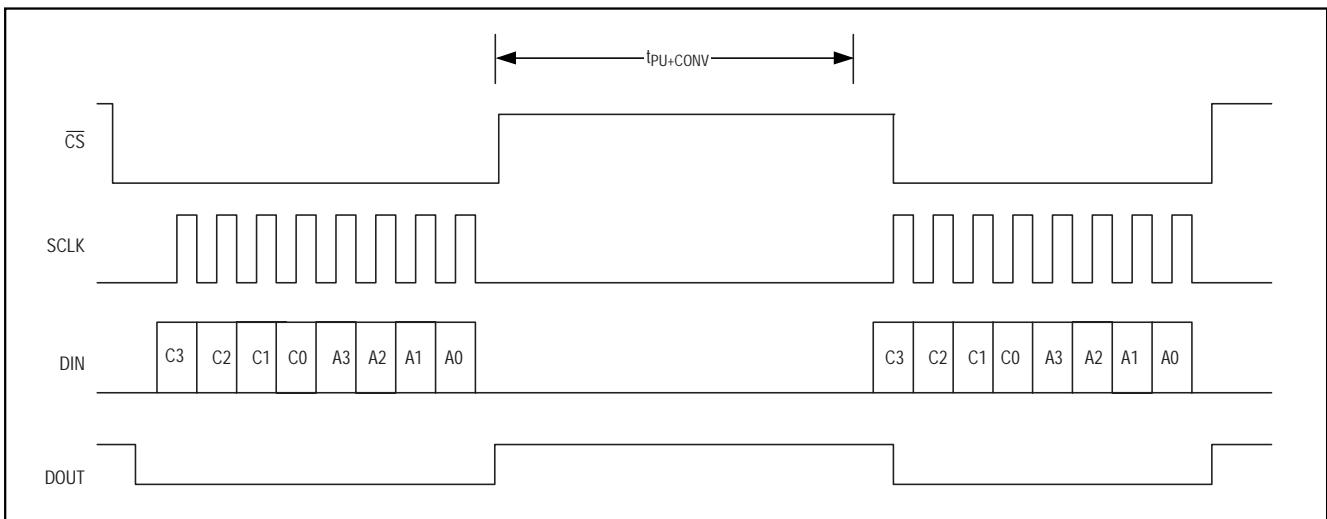 tPU+CONV
CS
SCLK
DIN
C3 C2 C1 C0 A3 A2 A1 A0
C3 C2 C1 C0 A3 A2 A1 A0
DOUT